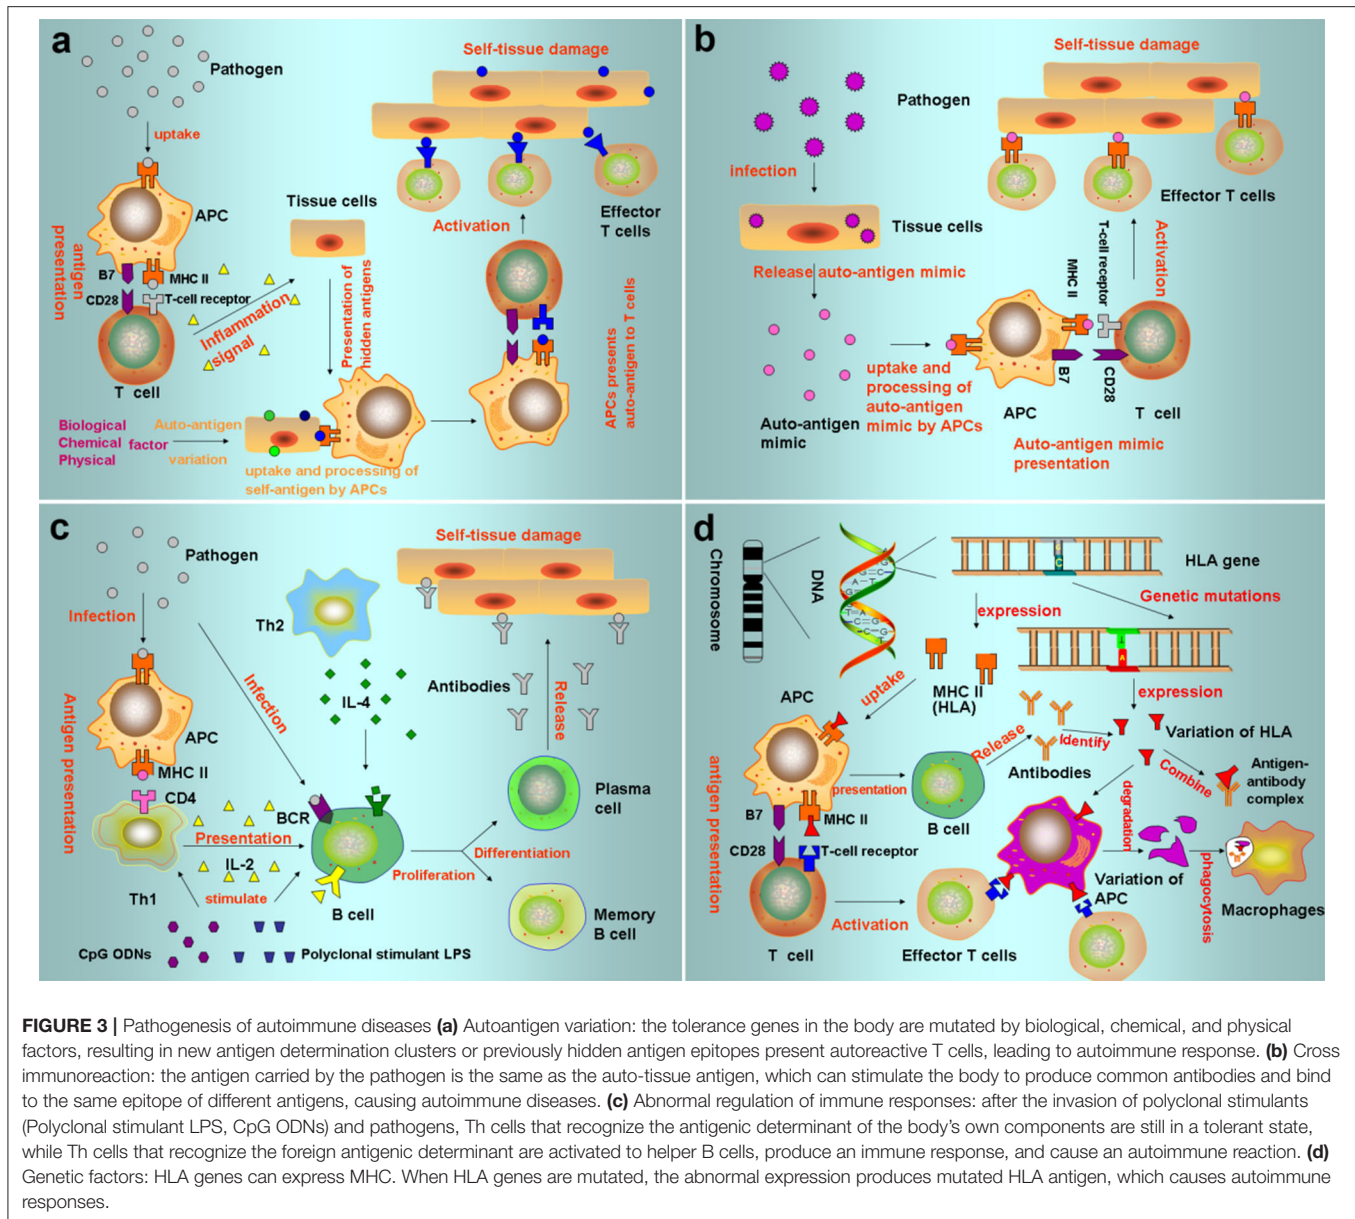 a
Pathogen
uptake
APC
antigen
presentation
B7
MHC II
CD28
T-cell receptor
T cell
Inflammation
signal
Tissue cells
Presentation of
hidden antigens
Biological
Chemical
Physical
factor
Auto-antigen
variation
uptake and processing of
self-antigen by APCs
Self-tissue damage
Activation
Effector
T cells
APCs presents
auto-antigen to T cells
b
Pathogen
infection
Tissue cells
Release auto-antigen mimic
Auto-antigen
mimic
uptake and
processing of
auto-antigen
mimic by APCs
APC
MHC II
T-cell receptor
B7
CD28
T cell
Auto-antigen mimic
presentation
Activation
Effector T cells
Self-tissue damage
c
Pathogen
Infection
Infection
APC
Antigen presentation
MHC II
CD4
Th1
Th2
IL-4
BCR
Presentation
IL-2
stimulate
B cell
CpG ODNs
Polyclonal stimulant LPS
Differentiation
Proliferation
Plasma
cell
Memory
B cell
Antibodies
Release
Self-tissue damage
d
Chromosome
DNA
G=C
A=T
G
T=A
C=G
C=G
T
C
A
HLA gene
Genetic mutations
expression
expression
MHC II
(HLA)
uptake
APC
antigen presentation
B7
MHC II
CD28
T-cell receptor
T cell
Activation
Effector T cells
presentation
B cell
Release
Antibodies
Identify
Variation of HLA
Combine
Antigen-
antibody
complex
degradation
Variation of
APC
phagocytosis
Macrophages
FIGURE 3 | Pathogenesis of autoimmune diseases (a) Autoantigen variation: the tolerance genes in the body are mutated by biological, chemical, and physical
factors, resulting in new antigen determination clusters or previously hidden antigen epitopes present autoreactive T cells, leading to autoimmune response. (b) Cross
immunoreaction: the antigen carried by the pathogen is the same as the auto-tissue antigen, which can stimulate the body to produce common antibodies and bind
to the same epitope of different antigens, causing autoimmune diseases. (c) Abnormal regulation of immune responses: after the invasion of polyclonal stimulants
(Polyclonal stimulant LPS, CpG ODNs) and pathogens, Th cells that recognize the antigenic determinant of the body's own components are still in a tolerant state,
while Th cells that recognize the foreign antigenic determinant are activated to helper B cells, produce an immune response, and cause an autoimmune reaction. (d)
Genetic factors: HLA genes can express MHC. When HLA genes are mutated, the abnormal expression produces mutated HLA antigen, which causes autoimmune
responses.